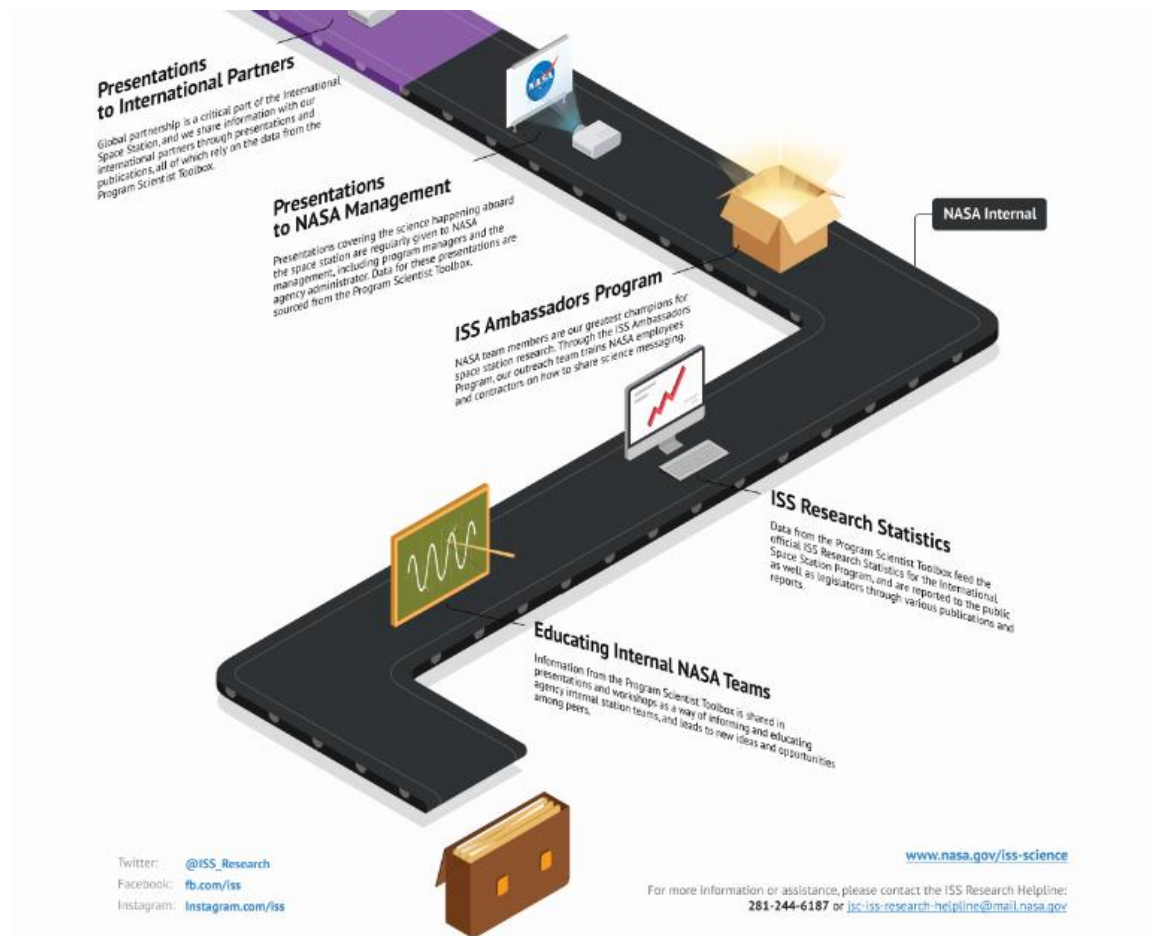 Presentations
to International Partners
Global partnership is a critical part of the International
Space Station, and we share information with our
international partners through presentations and
publications, all of which rely on the data from the
Program Scientist Toolbox.
NASA
Presentations
to NASA Management
Presentations covering the science happening aboard
the space station are regularly given to NASA
management, including program managers and the
agency administrator. Data for these presentations are
sourced from the Program Scientist Toolbox.
NASA Internal
ISS Ambassadors Program
NASA team members are our greatest champions for
space station research. Through the ISS Ambassadors
Program, our outreach team trains NASA employees
and contractors on how to share science messaging.
ISS Research Statistics
Data from the Program Scientist Toolbox feed the
official ISS Research Statistics for the International
Space Station Program, and are reported to the public
as well as legislators through various publications and
reports.
Educating Internal NASA Teams
Information from the Program Scientist Toolbox is shared in
presentations and workshops as a way of informing and educating
agency internal station teams, and leads to new ideas and opportunities
among peers.
Twitter: @ISS_Research
Facebook: fb.com/iss
Instagram: Instagram.com/iss
www.nasa.gov/iss-science
For more information or assistance, please contact the ISS Research Helpline:
281-244-6187 or jsc-iss-research-helpline@mail.nasa.gov